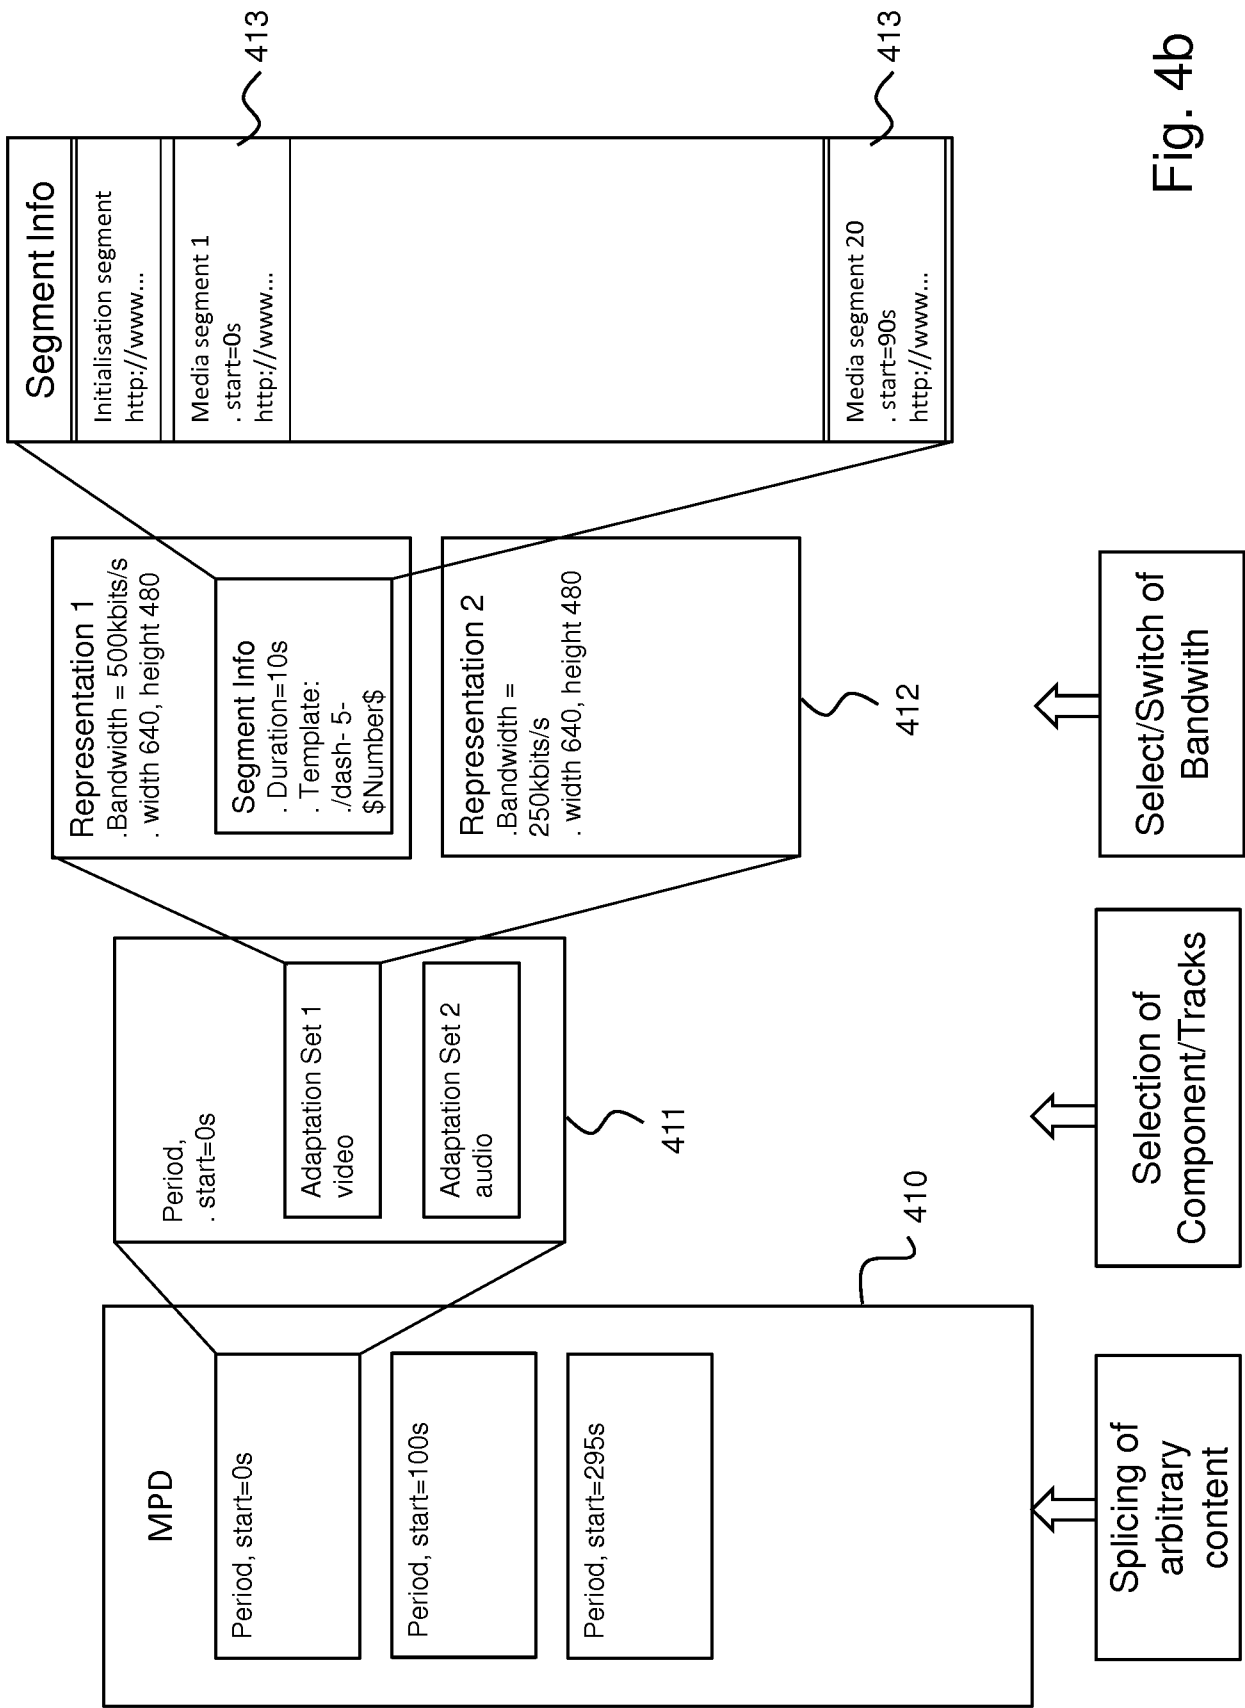 MPD
Period, start=0s
Period, start=100s
Period, start=295s
410
Splicing of
arbitrary
content
Period,
. start=0s
Adaptation Set 1
video
Adaptation Set 2
audio
411
Selection of
Component/Tracks
Representation 1
.Bandwidth = 500kbits/s
. width 640, height 480
Segment Info
. Duration=10s
. Template:
./dash- 5-
$Number$
Representation 2
.Bandwidth =
250kbits/s
. width 640, height 480
412
Select/Switch of
Bandwith
Segment Info
Initialisation segment
http://www...
Media segment 1
. start=0s
http://www...
413
Media segment 20
. start=90s
http://www...
413
Fig. 4b